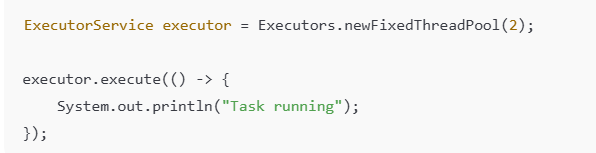 ExecutorService executor = Executors.newFixedThreadPool(2);
executor.execute(() -> {
    System.out.println("Task running");
});